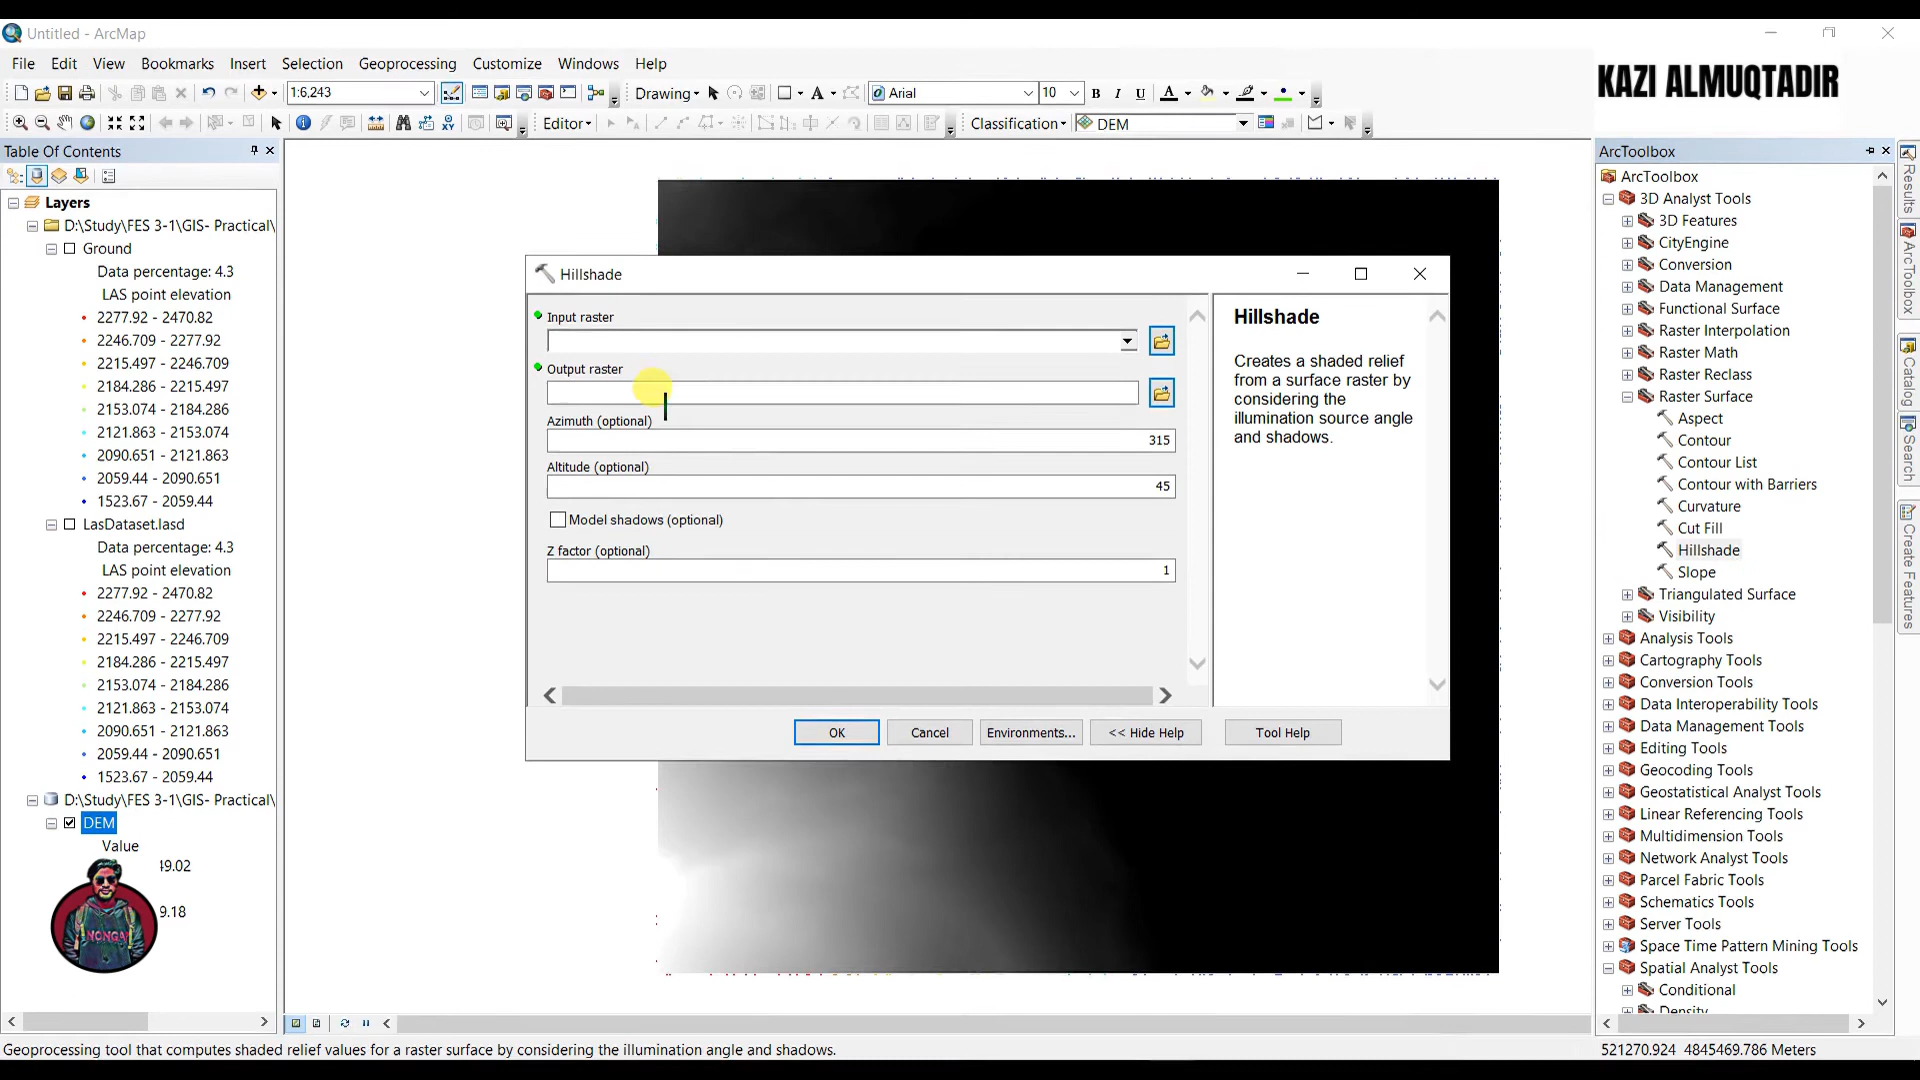 Untitled - ArcMap
File Edit View Bookmarks Insert Selection Geoprocessing Customize Windows Help
KAZI ALMUQTADIR
1:6,243 Drawing Arial 10 B I U A
Editor Classification DEM
Table Of Contents
Layers
D:\Study\FES 3-1\GIS- Practical\
Ground
Data percentage: 4.3
LAS point elevation
2277.92 - 2470.82
2246.709 - 2277.92
2215.497 - 2246.709
2184.286 - 2215.497
2153.074 - 2184.286
2121.863 - 2153.074
2090.651 - 2121.863
2059.44 - 2090.651
1523.67 - 2059.44
LasDataset.lasd
Data percentage: 4.3
LAS point elevation
2277.92 - 2470.82
2246.709 - 2277.92
2215.497 - 2246.709
2184.286 - 2215.497
2153.074 - 2184.286
2121.863 - 2153.074
2090.651 - 2121.863
2059.44 - 2090.651
1523.67 - 2059.44
D:\Study\FES 3-1\GIS- Practical\
DEM
Value
9.02
9.18
NONGAN
Hillshade
Input raster
Output raster
Azimuth (optional)
315
Altitude (optional)
45
Model shadows (optional)
Z factor (optional)
1
OK Cancel Environments... << Hide Help Tool Help
Hillshade
Creates a shaded relief
from a surface raster by
considering the
illumination source angle
and shadows.
ArcToolbox
ArcToolbox
3D Analyst Tools
3D Features
CityEngine
Conversion
Data Management
Functional Surface
Raster Interpolation
Raster Math
Raster Reclass
Raster Surface
Aspect
Contour
Contour List
Contour with Barriers
Curvature
Cut Fill
Hillshade
Slope
Triangulated Surface
Visibility
Analysis Tools
Cartography Tools
Conversion Tools
Data Interoperability Tools
Data Management Tools
Editing Tools
Geocoding Tools
Geostatistical Analyst Tools
Linear Referencing Tools
Multidimension Tools
Network Analyst Tools
Parcel Fabric Tools
Schematics Tools
Server Tools
Space Time Pattern Mining Tools
Spatial Analyst Tools
Conditional
Density
Results
ArcToolbox
Catalog
Search
Create Features
Geoprocessing tool that computes shaded relief values for a raster surface by considering the illumination angle and shadows.
521270.924 4845469.786 Meters